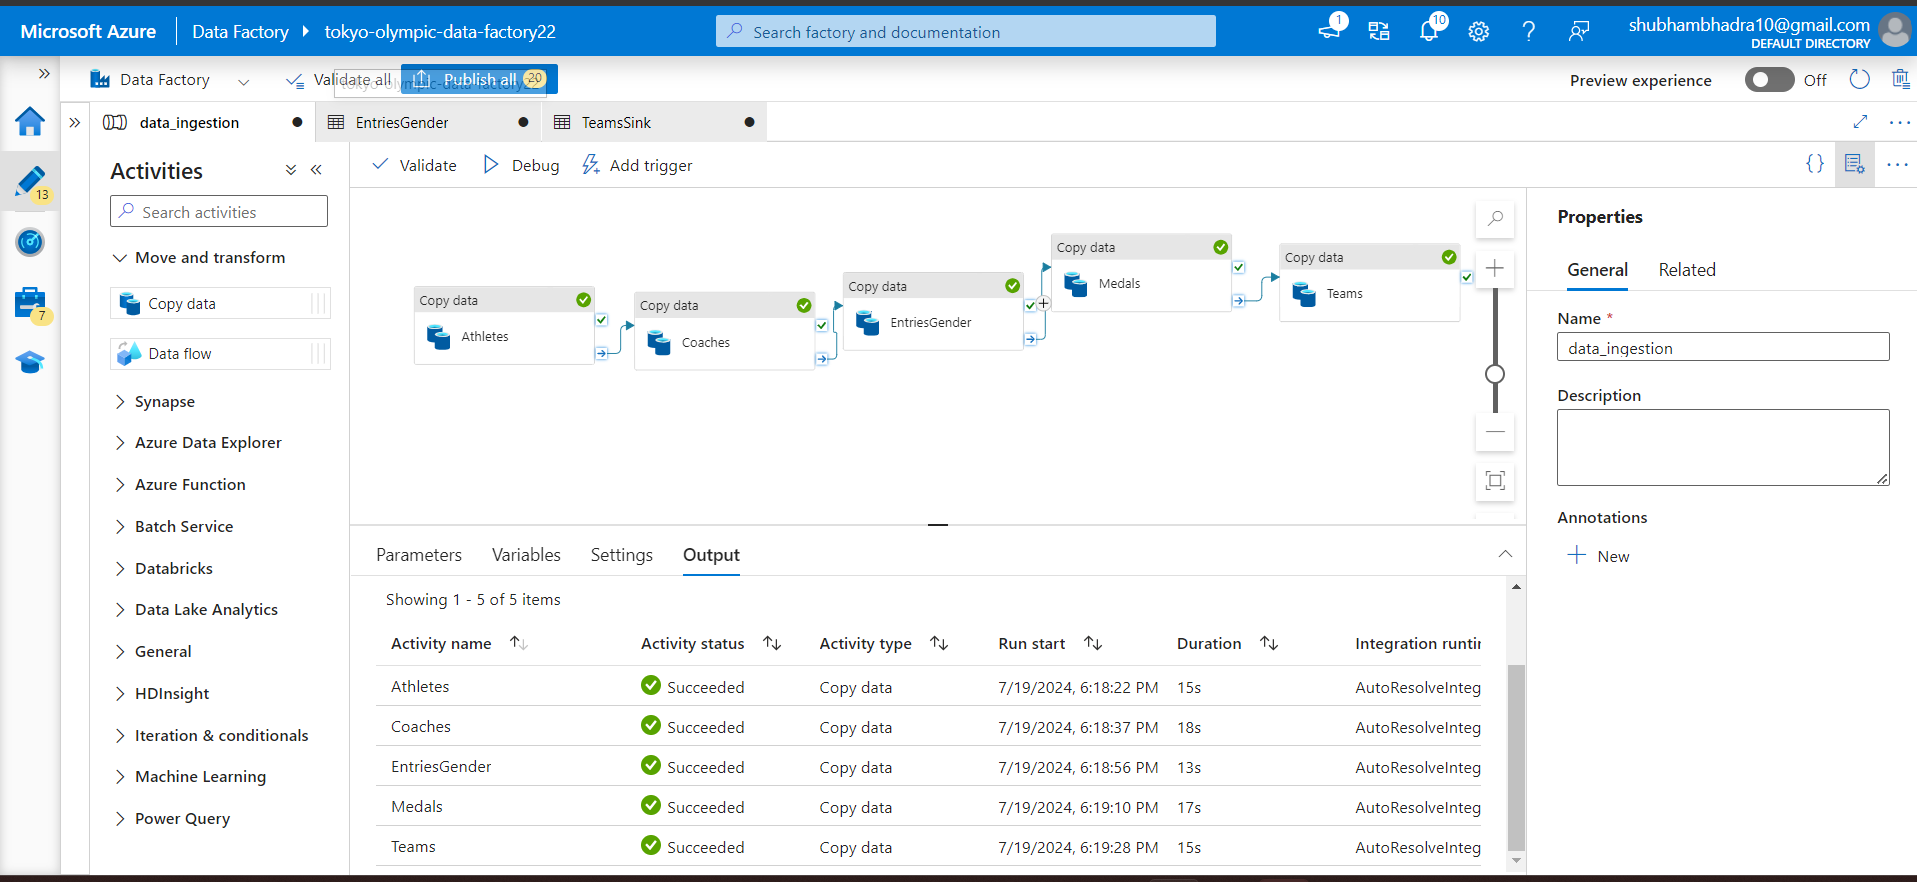 Microsoft Azure | Data Factory ▸ tokyo-olympic-data-factory22
Search factory and documentation
1
10
shubhambhadra10@gmail.com
DEFAULT DIRECTORY
Data Factory
Validate all
Publish all 20
tokyo-olympic-data-factory22
Preview experience Off
data_ingestion
EntriesGender
TeamsSink
13
7
Activities
Search activities
Move and transform
Copy data
Data flow
Synapse
Azure Data Explorer
Azure Function
Batch Service
Databricks
Data Lake Analytics
General
HDInsight
Iteration & conditionals
Machine Learning
Power Query
Validate Debug Add trigger
Copy data
Athletes
Copy data
Coaches
Copy data
EntriesGender
Copy data
Medals
Copy data
Teams
Parameters Variables Settings Output
Showing 1 - 5 of 5 items
Activity name Activity status Activity type Run start Duration Integration runtin
Athletes Succeeded Copy data 7/19/2024, 6:18:22 PM 15s AutoResolveInteg
Coaches Succeeded Copy data 7/19/2024, 6:18:37 PM 18s AutoResolveInteg
EntriesGender Succeeded Copy data 7/19/2024, 6:18:56 PM 13s AutoResolveInteg
Medals Succeeded Copy data 7/19/2024, 6:19:10 PM 17s AutoResolveInteg
Teams Succeeded Copy data 7/19/2024, 6:19:28 PM 15s AutoResolveInteg
Properties
General Related
Name *
data_ingestion
Description
Annotations
New